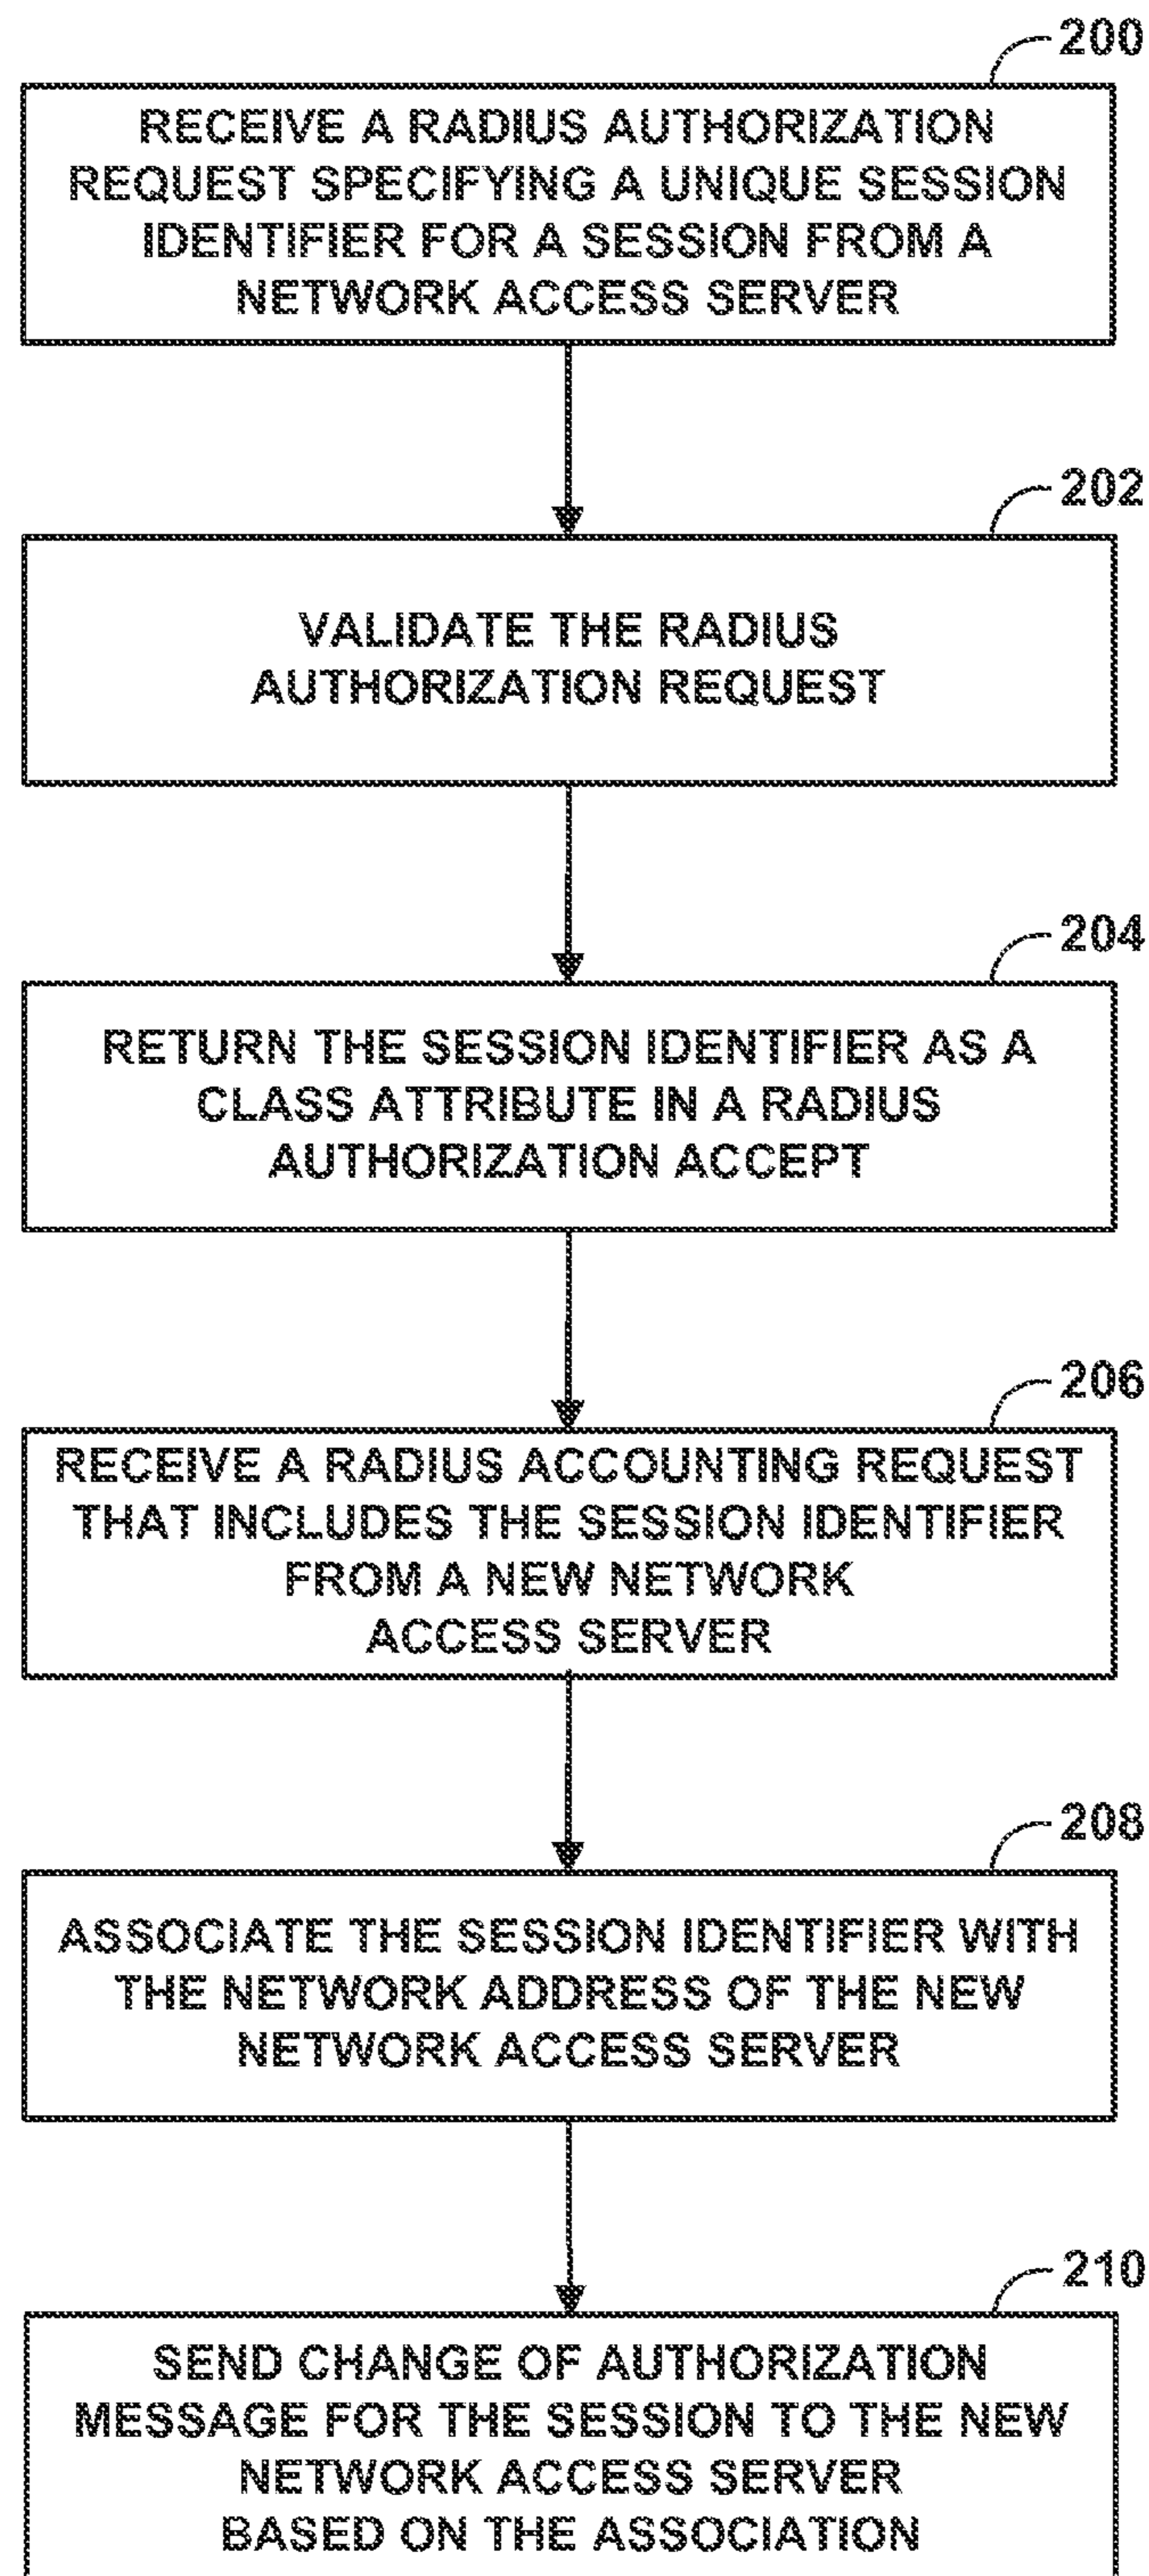 200
RECEIVE A RADIUS AUTHORIZATION
REQUEST SPECIFYING A UNIQUE SESSION
IDENTIFIER FOR A SESSION FROM A
NETWORK ACCESS SERVER
202
VALIDATE THE RADIUS
AUTHORIZATION REQUEST
204
RETURN THE SESSION IDENTIFIER AS A
CLASS ATTRIBUTE IN A RADIUS
AUTHORIZATION ACCEPT
206
RECEIVE A RADIUS ACCOUNTING REQUEST
THAT INCLUDES THE SESSION IDENTIFIER
FROM A NEW NETWORK
ACCESS SERVER
208
ASSOCIATE THE SESSION IDENTIFIER WITH
THE NETWORK ADDRESS OF THE NEW
NETWORK ACCESS SERVER
210
SEND CHANGE OF AUTHORIZATION
MESSAGE FOR THE SESSION TO THE NEW
NETWORK ACCESS SERVER
BASED ON THE ASSOCIATION